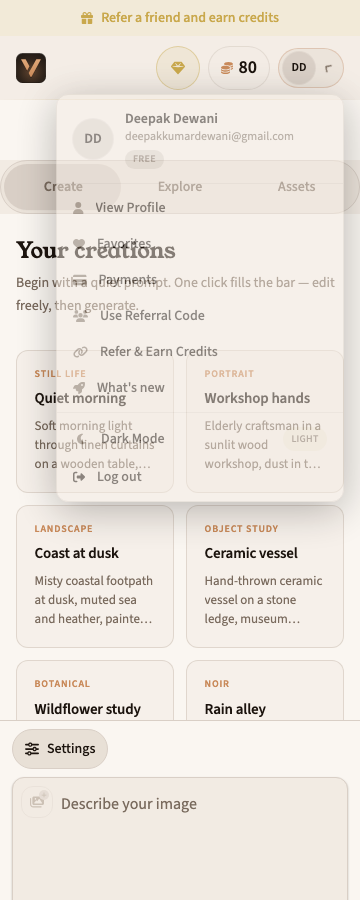 Refer a friend and earn credits
80
DD
Deepak Dewani
deepakkumardewani@gmail.com
DD
FREE
Create
Explore
Assets
View Profile
Favorites
Payments
Use Referral Code
Refer & Earn Credits
What's new
Dark Mode
LIGHT
Log out
Your creations
Begin with a quiet prompt. One click fills the bar — edit
freely, then generate.
STILL LIFE
Quiet morning
Soft morning light
through linen curtains
on a wooden table,…
PORTRAIT
Workshop hands
Elderly craftsman in a
sunlit wood
workshop, dust in t…
LANDSCAPE
Coast at dusk
Misty coastal footpath
at dusk, muted sea
and heather, painte…
OBJECT STUDY
Ceramic vessel
Hand-thrown ceramic
vessel on a stone
ledge, museum…
BOTANICAL
Wildflower study
NOIR
Rain alley
Settings
Describe your image